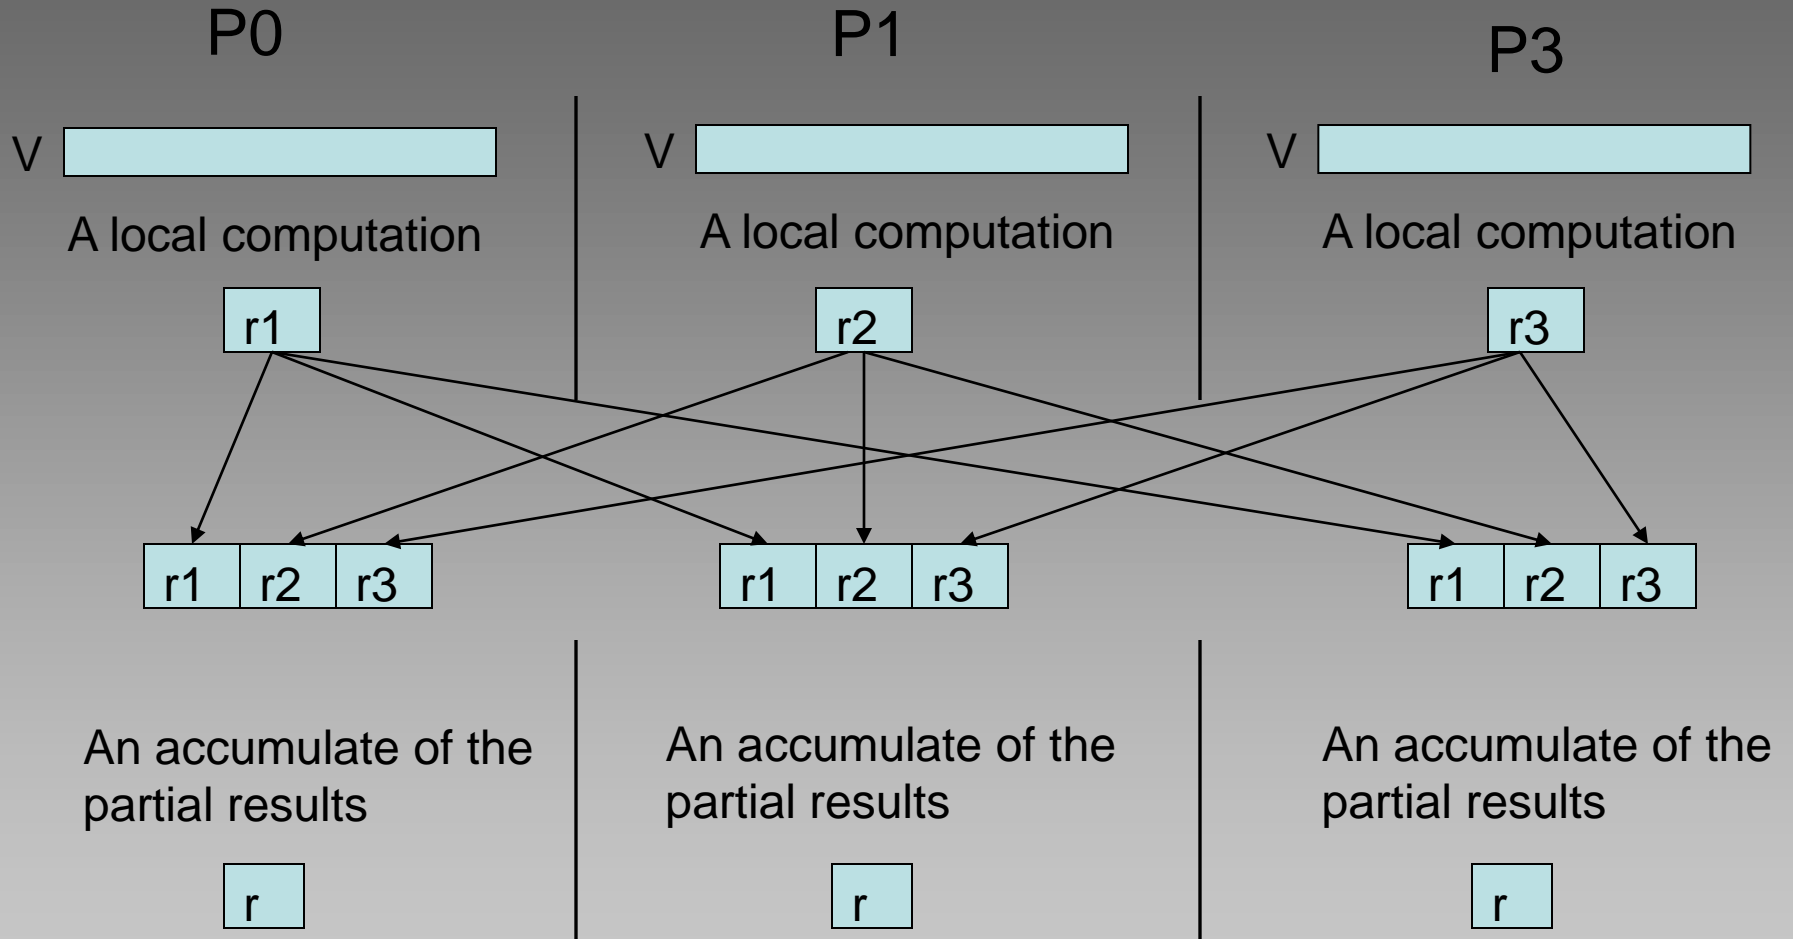 P0
P1
P3
V
V
V
A local computation
A local computation
A local computation
r1
r2
r3
r1 r2 r3
r1 r2 r3
r1 r2 r3
An accumulate of the
partial results
An accumulate of the
partial results
An accumulate of the
partial results
r
r
r